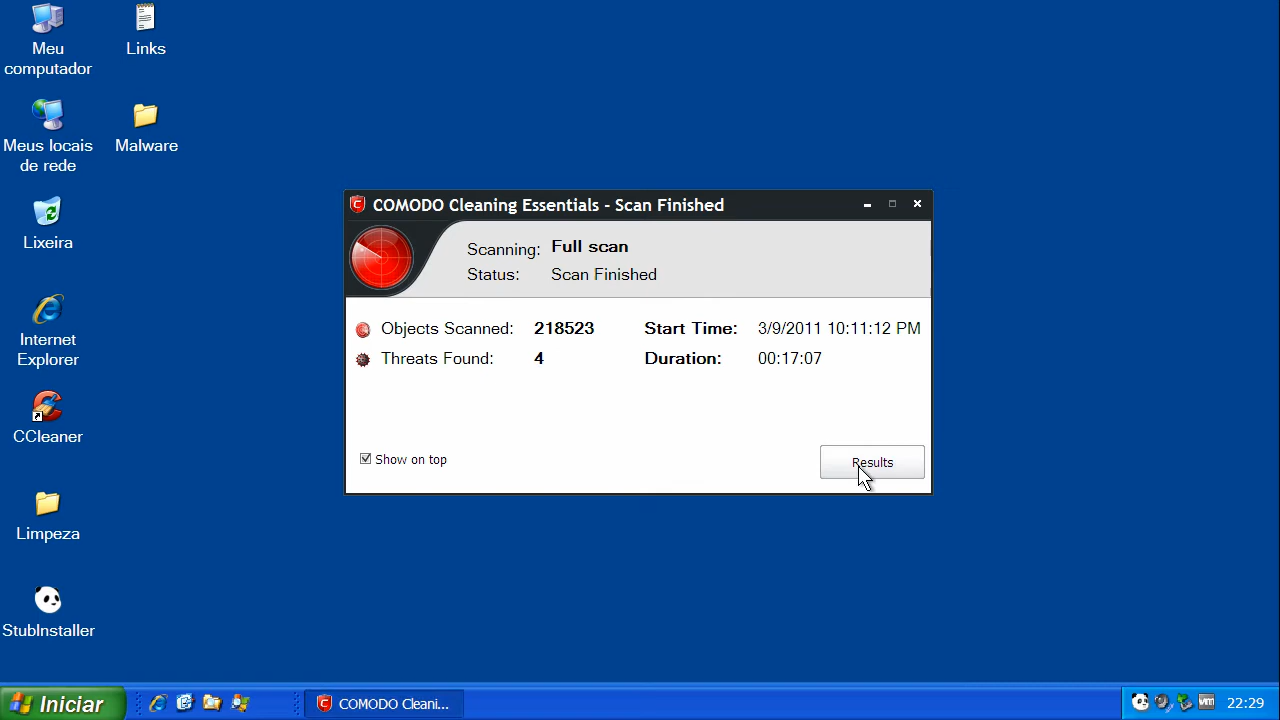 Meu
computador
Links
Meus locais
de rede
Malware
Lixeira
Internet
Explorer
CCleaner
Limpeza
StubInstaller
COMODO Cleaning Essentials - Scan Finished
Scanning: Full scan
Status: Scan Finished
Objects Scanned: 218523 Start Time: 3/9/2011 10:11:12 PM
Threats Found: 4 Duration: 00:17:07
Show on top
Results
Iniciar
COMODO Cleani...
22:29